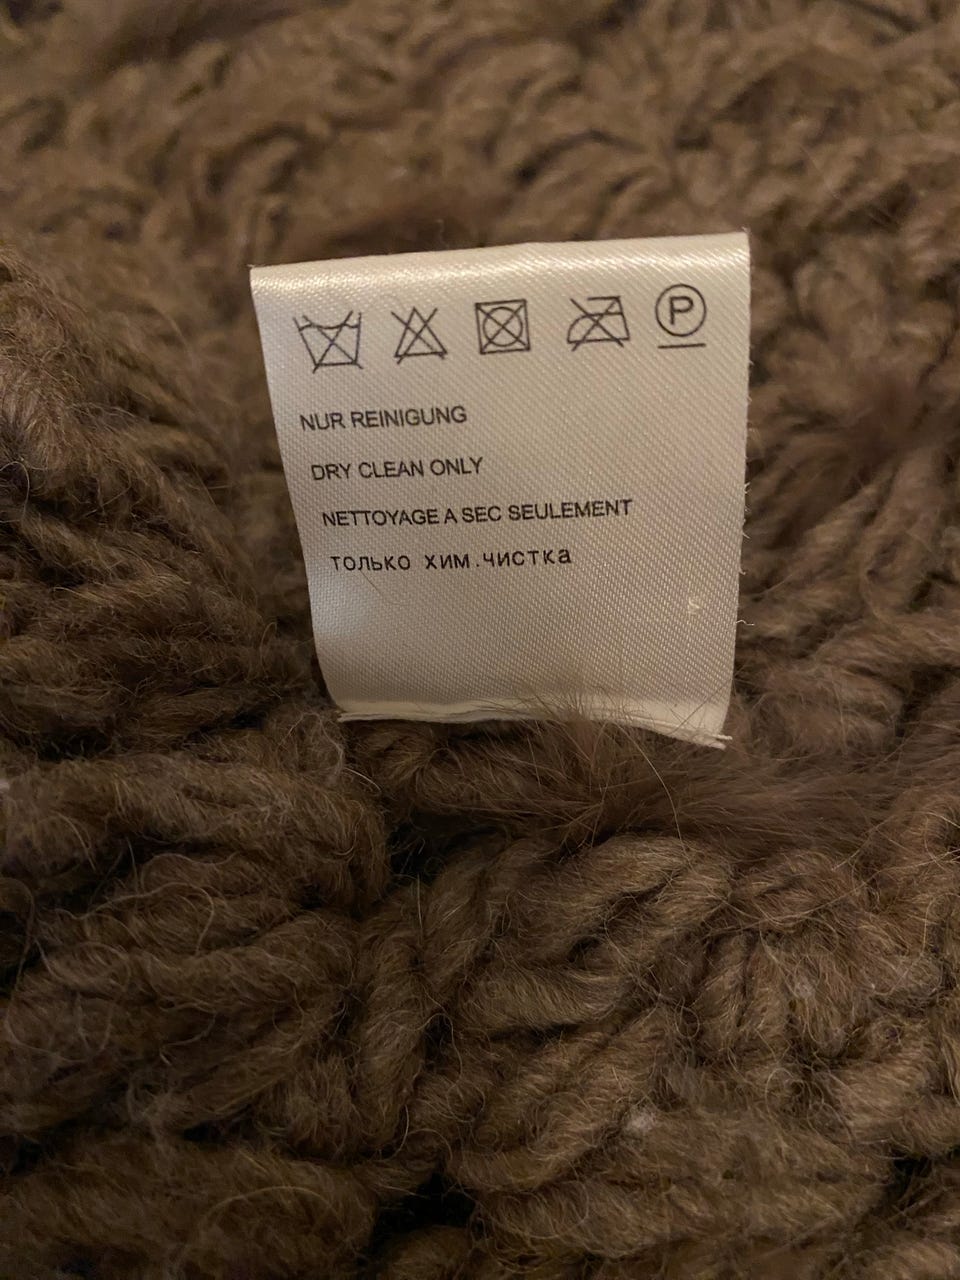 P
NUR REINIGUNG
DRY CLEAN ONLY
NETTOYAGE A SEC SEULEMENT
только хим.чистка